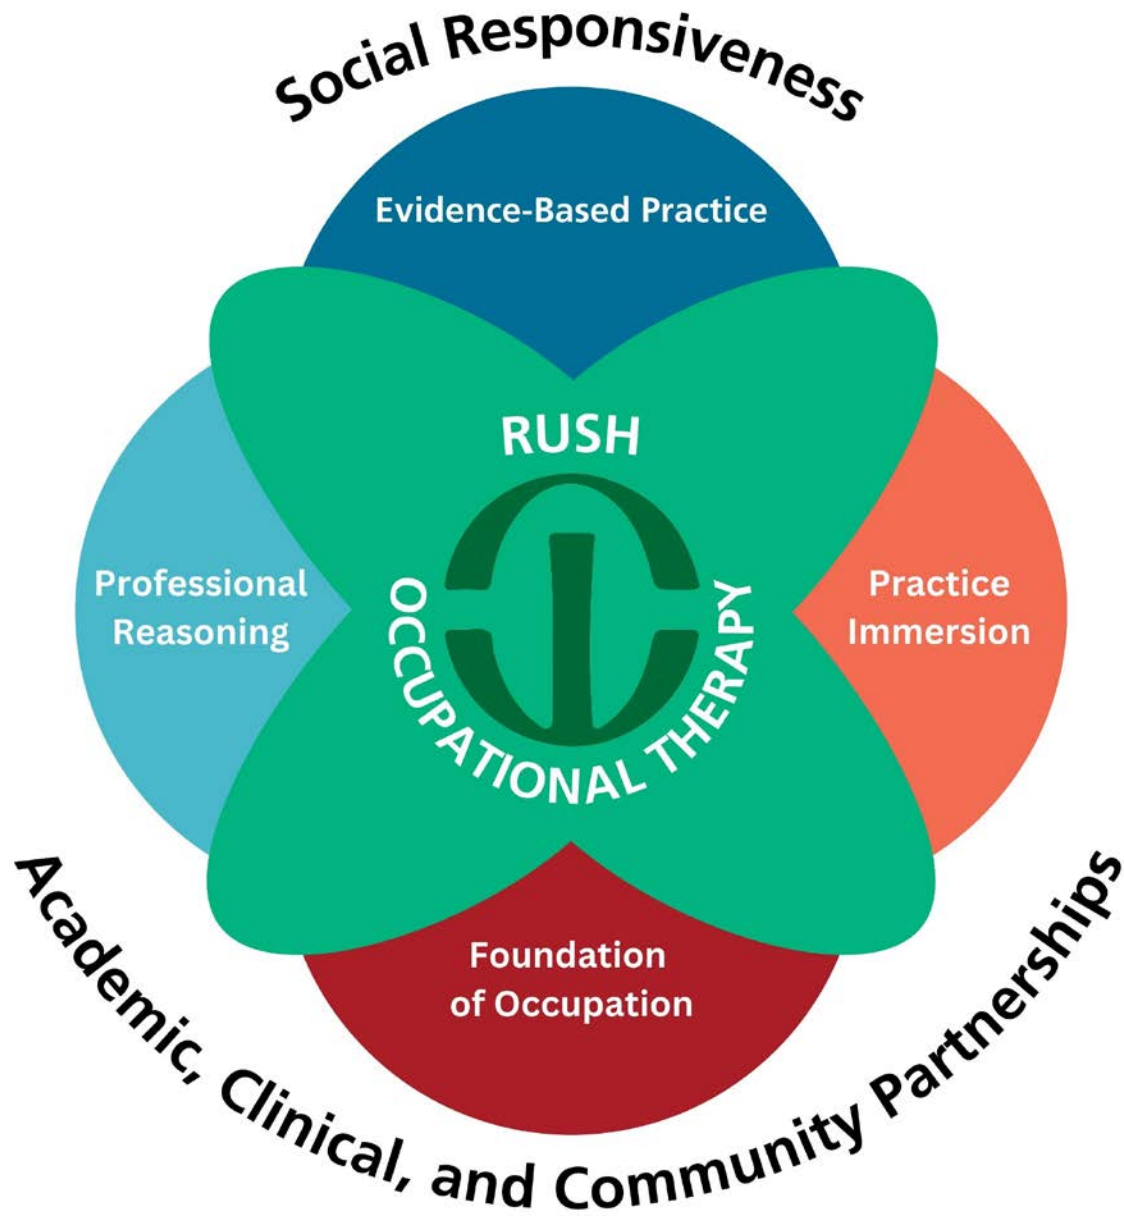 Social Responsiveness
Evidence-Based Practice
RUSH
OCCUPATIONAL THERAPY
Professional
Reasoning
Practice
Immersion
Foundation
of Occupation
Academic, Clinical, and Community Partnerships